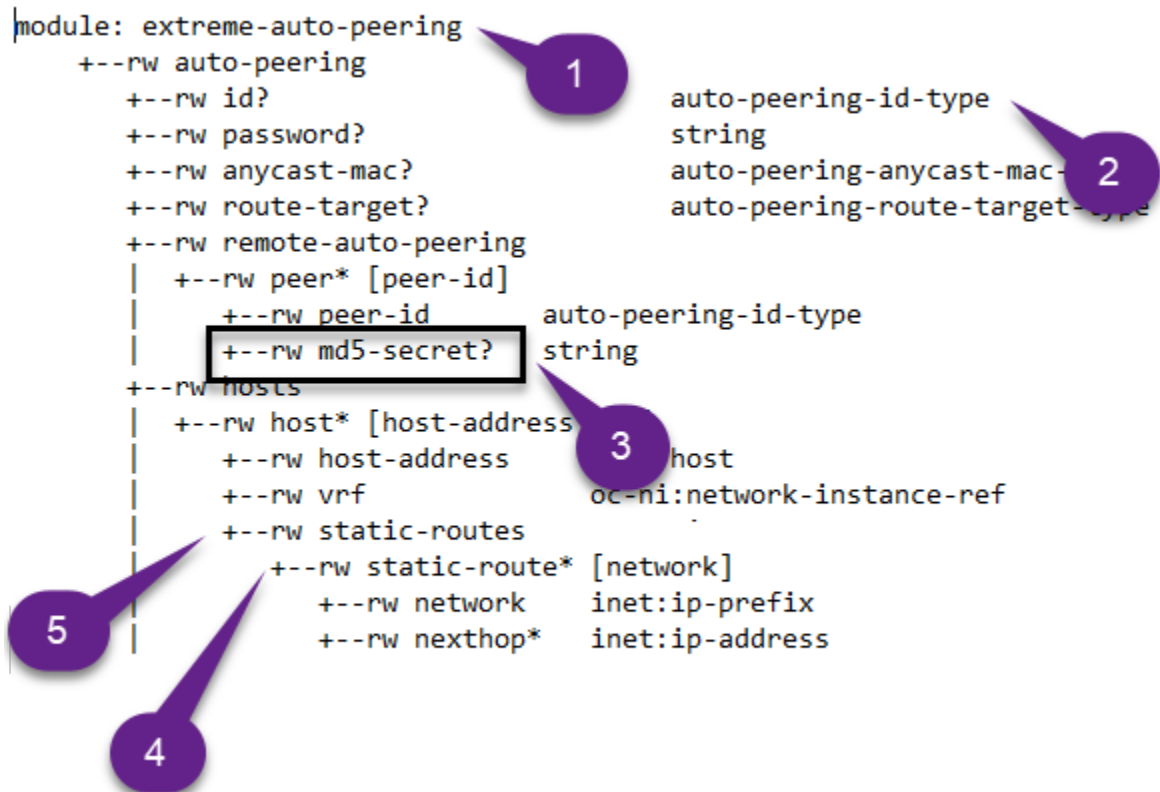 module: extreme-auto-peering
+--rw auto-peering
+--rw id? auto-peering-id-type
+--rw password? string
+--rw anycast-mac? auto-peering-anycast-mac-
+--rw route-target? auto-peering-route-target-type
+--rw remote-auto-peering
+--rw peer* [peer-id]
+--rw peer-id auto-peering-id-type
+--rw md5-secret? string
+--rw hosts
+--rw host* [host-address
+--rw host-address host
+--rw vrf oc-ni:network-instance-ref
+--rw static-routes
+--rw static-route* [network]
+--rw network inet:ip-prefix
+--rw nexthop* inet:ip-address
1
2
3
5
4